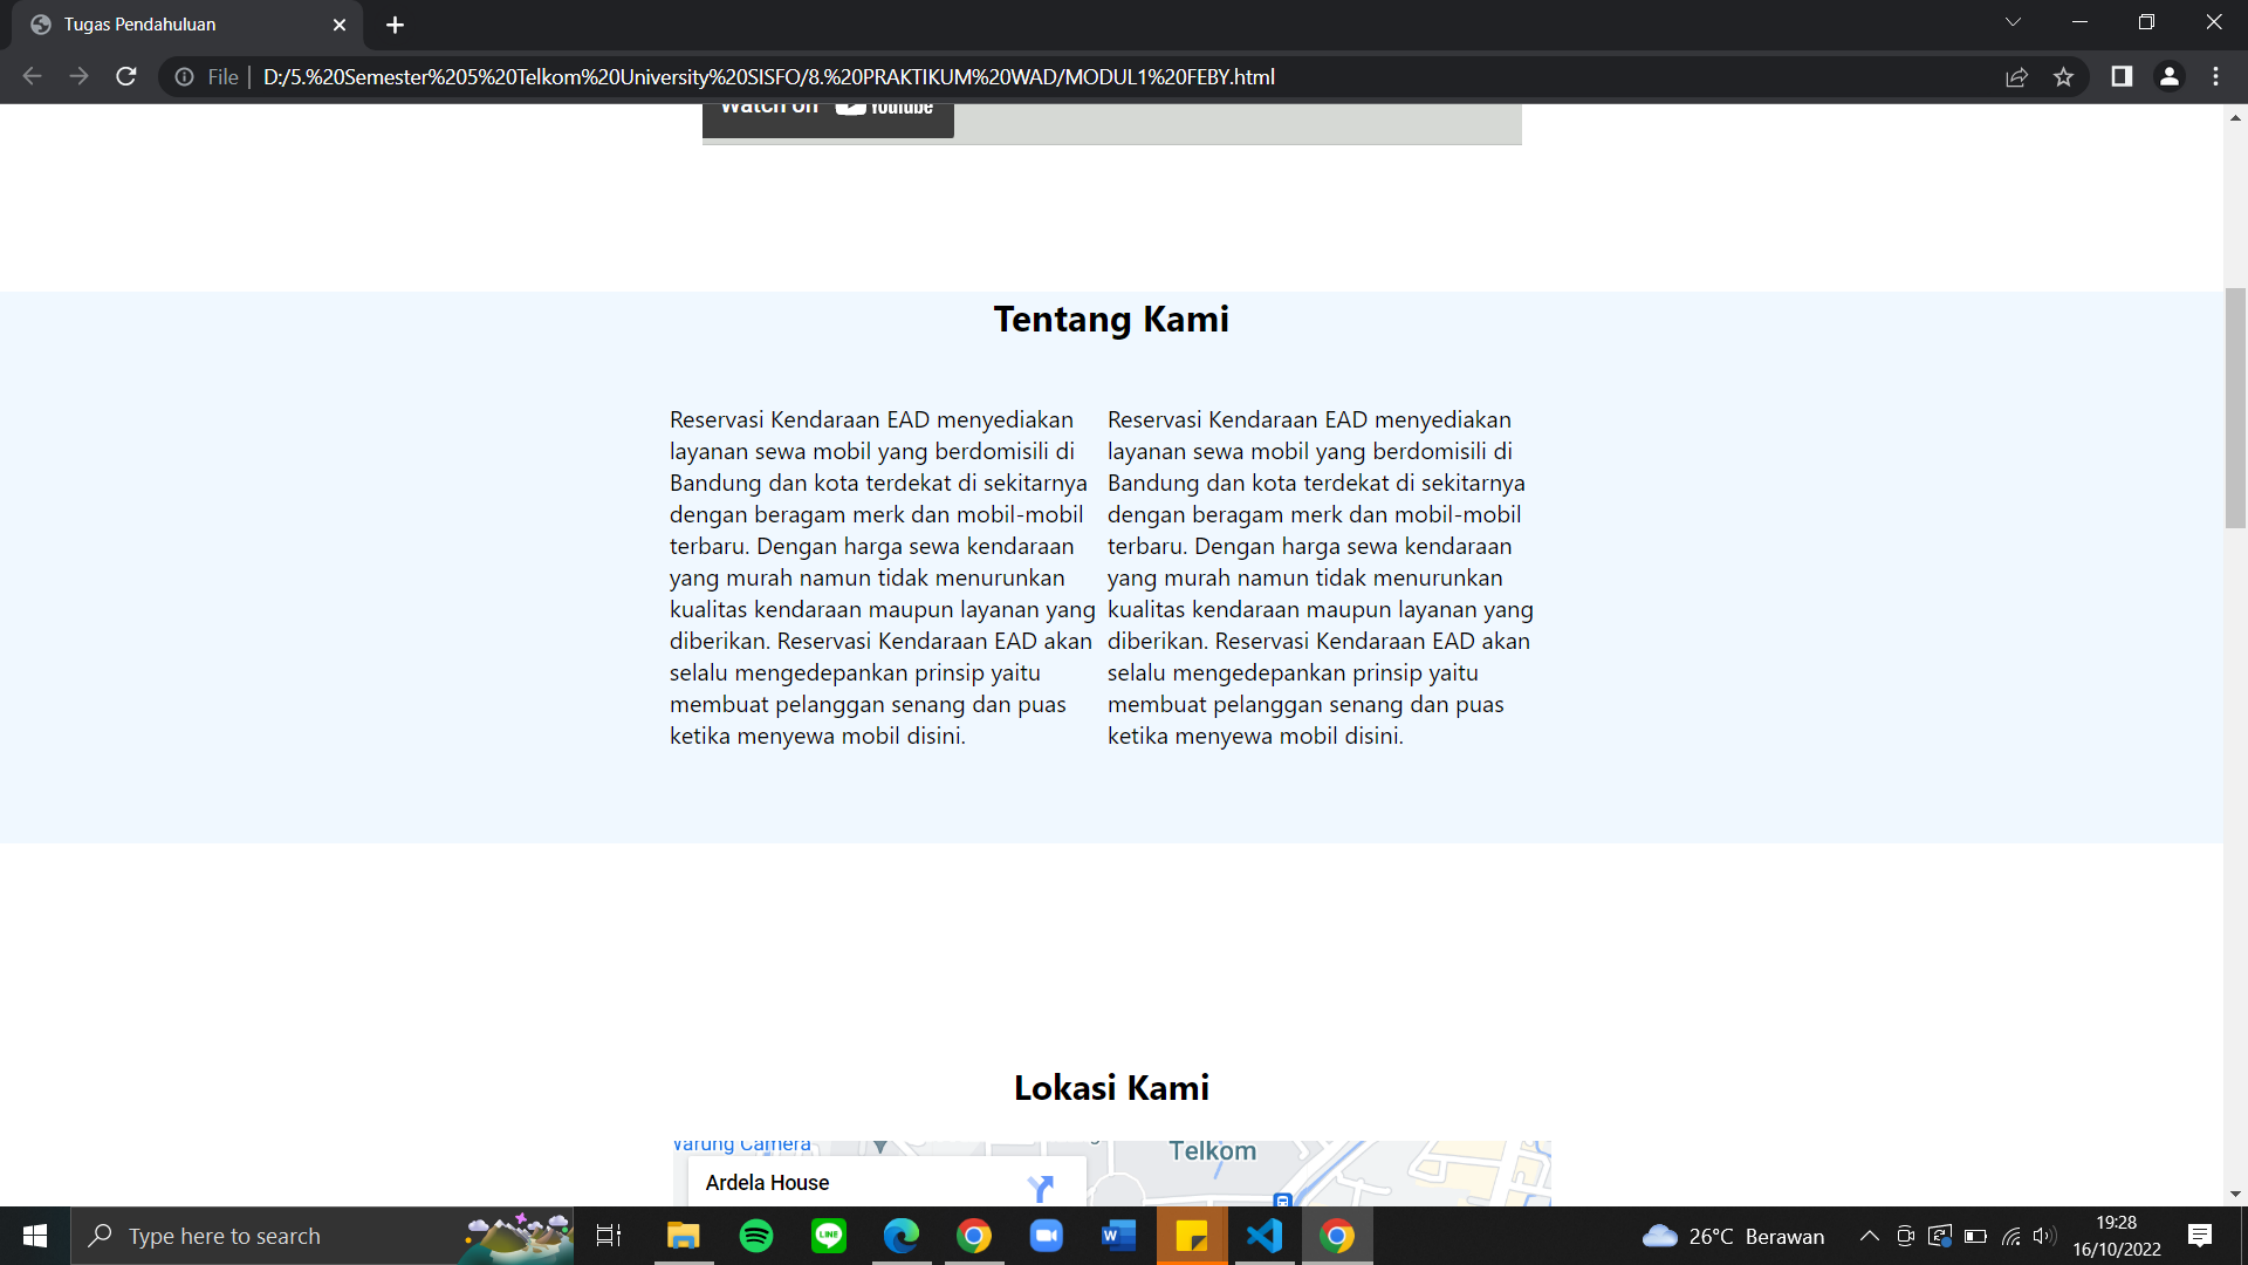 Tugas Pendahuluan
File
D:/5.%20Semester%205%20Telkom%20University%20SISFO/8.%20PRAKTIKUM%20WAD/MODUL1%20FEBY.html
Watch on YouTube
Tentang Kami
Reservasi Kendaraan EAD menyediakan
layanan sewa mobil yang berdomisili di
Bandung dan kota terdekat di sekitarnya
dengan beragam merk dan mobil-mobil
terbaru. Dengan harga sewa kendaraan
yang murah namun tidak menurunkan
kualitas kendaraan maupun layanan yang
diberikan. Reservasi Kendaraan EAD akan
selalu mengedepankan prinsip yaitu
membuat pelanggan senang dan puas
ketika menyewa mobil disini.
Reservasi Kendaraan EAD menyediakan
layanan sewa mobil yang berdomisili di
Bandung dan kota terdekat di sekitarnya
dengan beragam merk dan mobil-mobil
terbaru. Dengan harga sewa kendaraan
yang murah namun tidak menurunkan
kualitas kendaraan maupun layanan yang
diberikan. Reservasi Kendaraan EAD akan
selalu mengedepankan prinsip yaitu
membuat pelanggan senang dan puas
ketika menyewa mobil disini.
Lokasi Kami
Warung Camera
Telkom
Ardela House
Type here to search
LINE
W
26°C Berawan
19:28
16/10/2022